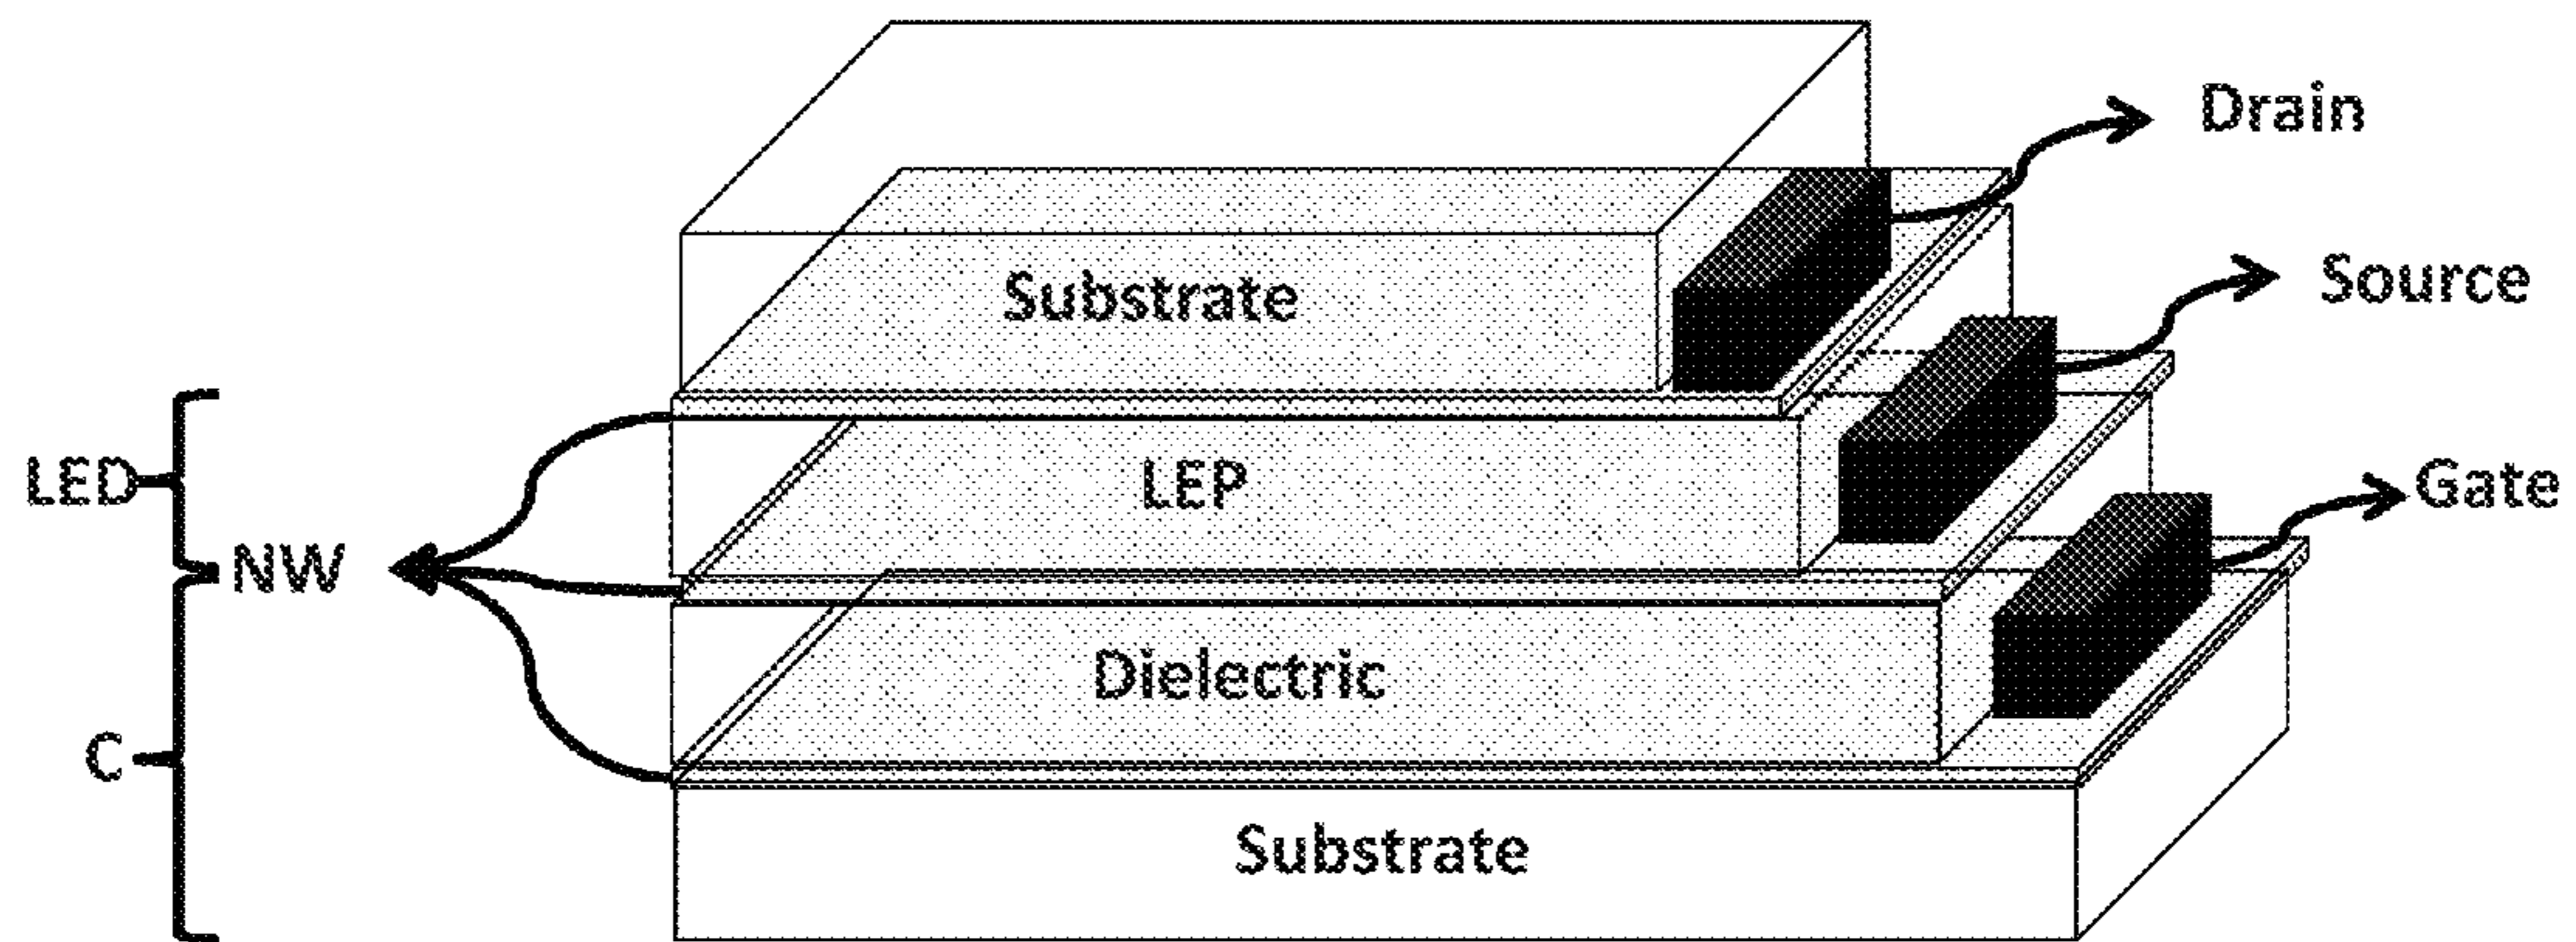 Drain
Source
Substrate
LED
LEP
Gate
NW
Dielectric
C
Substrate